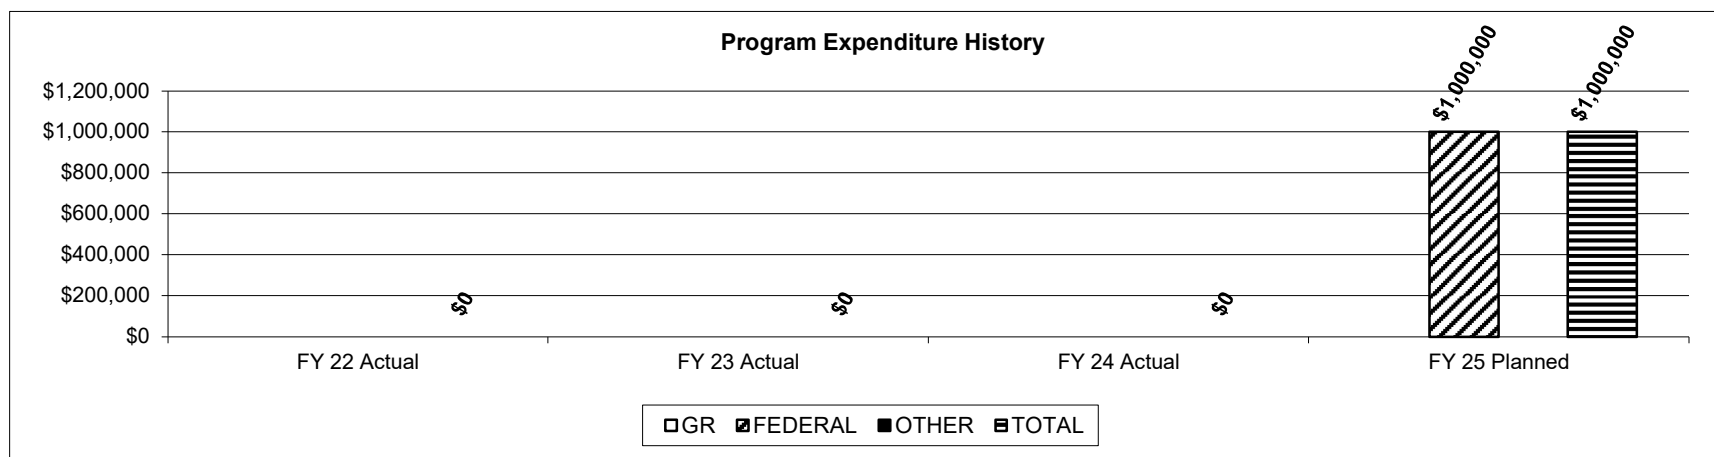 Program Expenditure History
$1,000,000 $1,000,000
$1,200,000
$1,000,000
$800,000
$600,000
$400,000
$200,000
$0 $0 $0
$0
FY 22 Actual FY 23 Actual FY 24 Actual FY 25 Planned
GR FEDERAL OTHER TOTAL